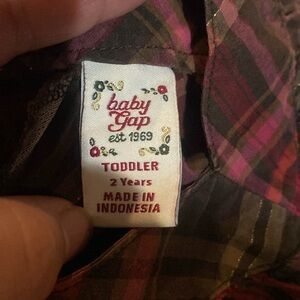 baby
Gap
est 1969
TODDLER
2 Years
MADE IN
INDONESIA